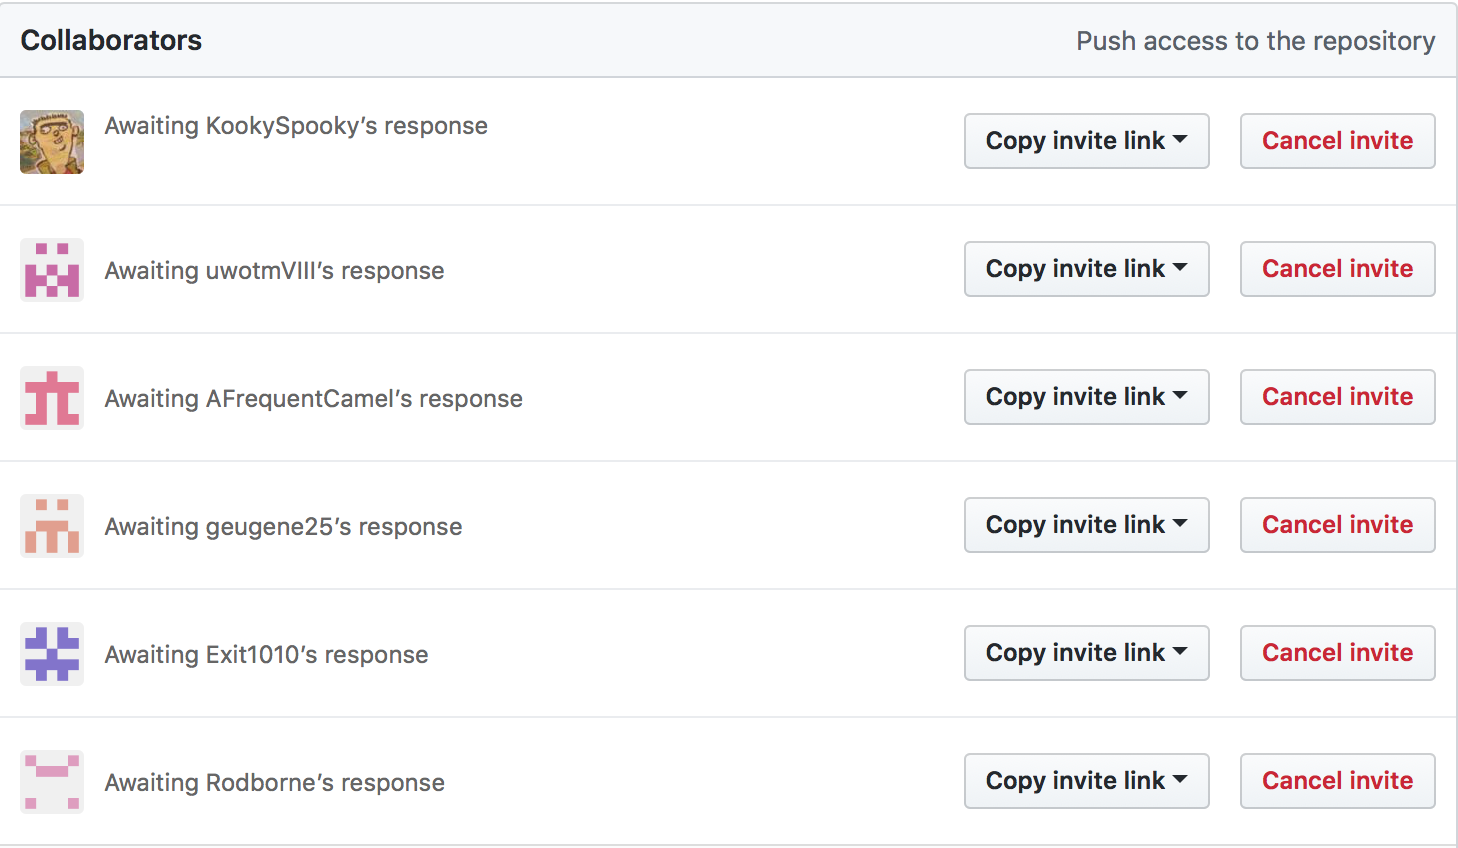 Collaborators Push access to the repository
Awaiting KookySpooky’s response Copy invite link Cancel invite
Awaiting uwotmVIII’s response Copy invite link Cancel invite
Awaiting AFrequentCamel’s response Copy invite link Cancel invite
Awaiting geugene25’s response Copy invite link Cancel invite
Awaiting Exit1010’s response Copy invite link Cancel invite
Awaiting Rodborne’s response Copy invite link Cancel invite